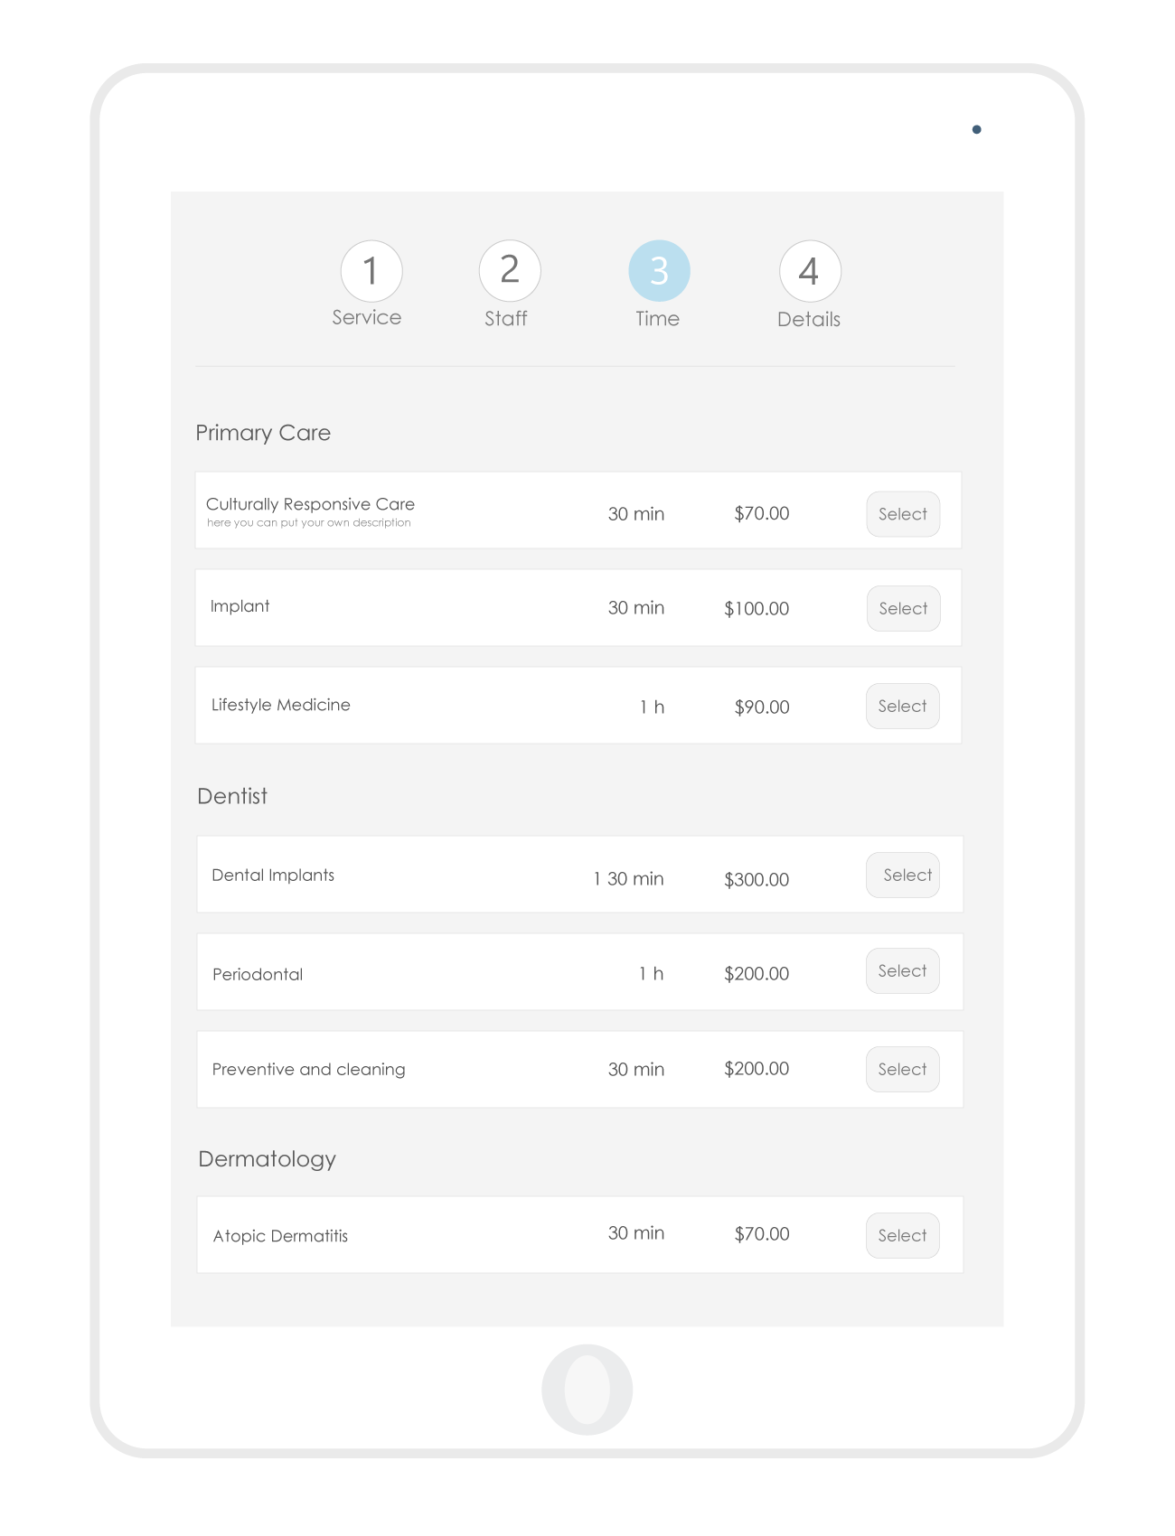 1 2 3 4
Service Staff Time Details
Primary Care
Culturally Responsive Care 30 min $70.00 Select
here you can put your own description
Implant 30 min $100.00 Select
Lifestyle Medicine 1 h $90.00 Select
Dentist
Dental Implants 1 30 min $300.00 Select
Periodontal 1 h $200.00 Select
Preventive and cleaning 30 min $200.00 Select
Dermatology
Atopic Dermatitis 30 min $70.00 Select